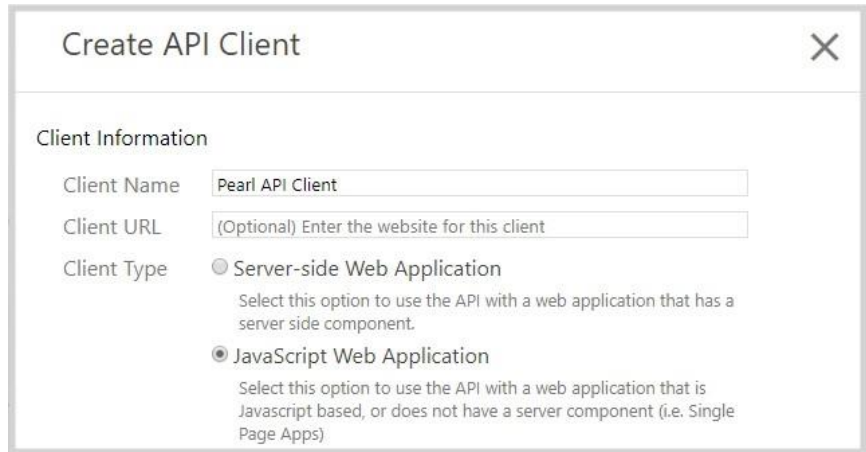 Create API Client
Client Information
Client Name Pearl API Client
Client URL (Optional) Enter the website for this client
Client Type Server-side Web Application
Select this option to use the API with a web application that has a
server side component.
JavaScript Web Application
Select this option to use the API with a web application that is
Javascript based, or does not have a server component (i.e. Single
Page Apps)